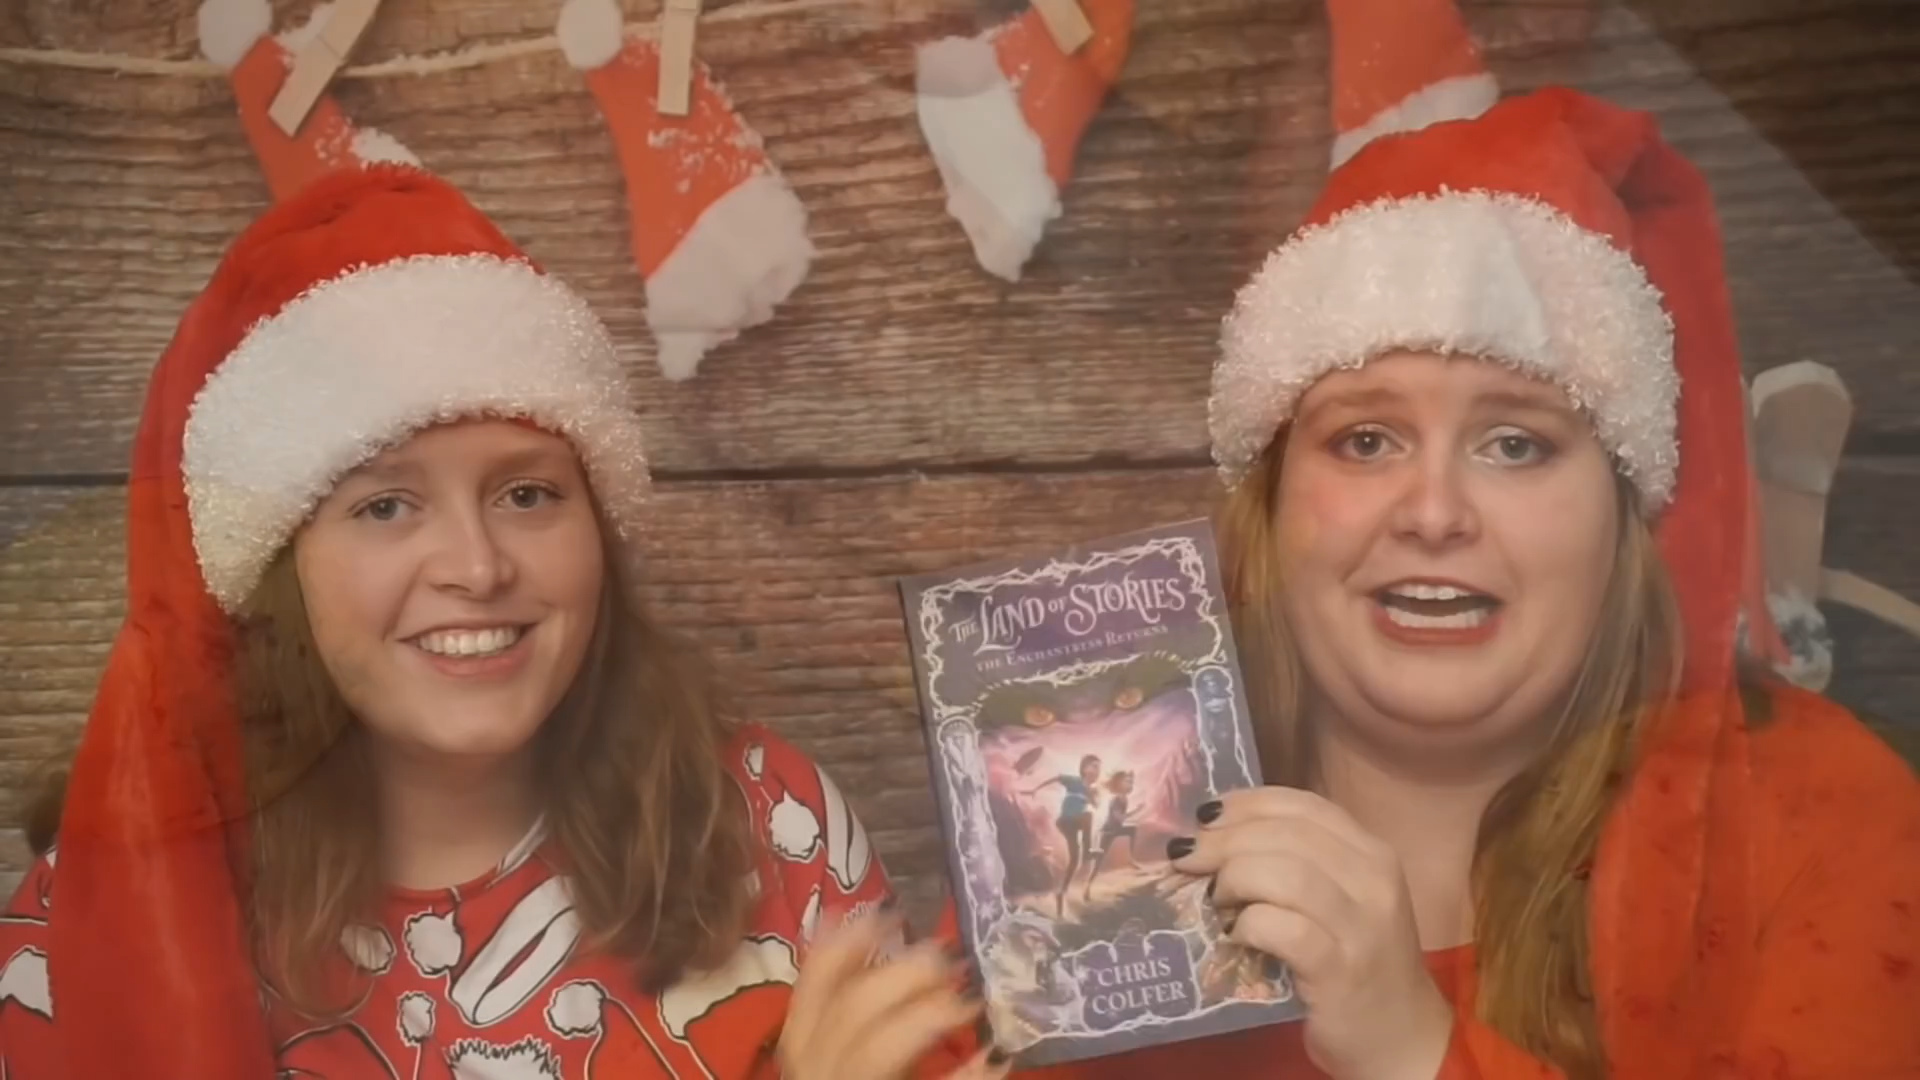 THE LAND OF STORIES
THE ENCHANTRESS RETURNS
CHRIS
COLFER